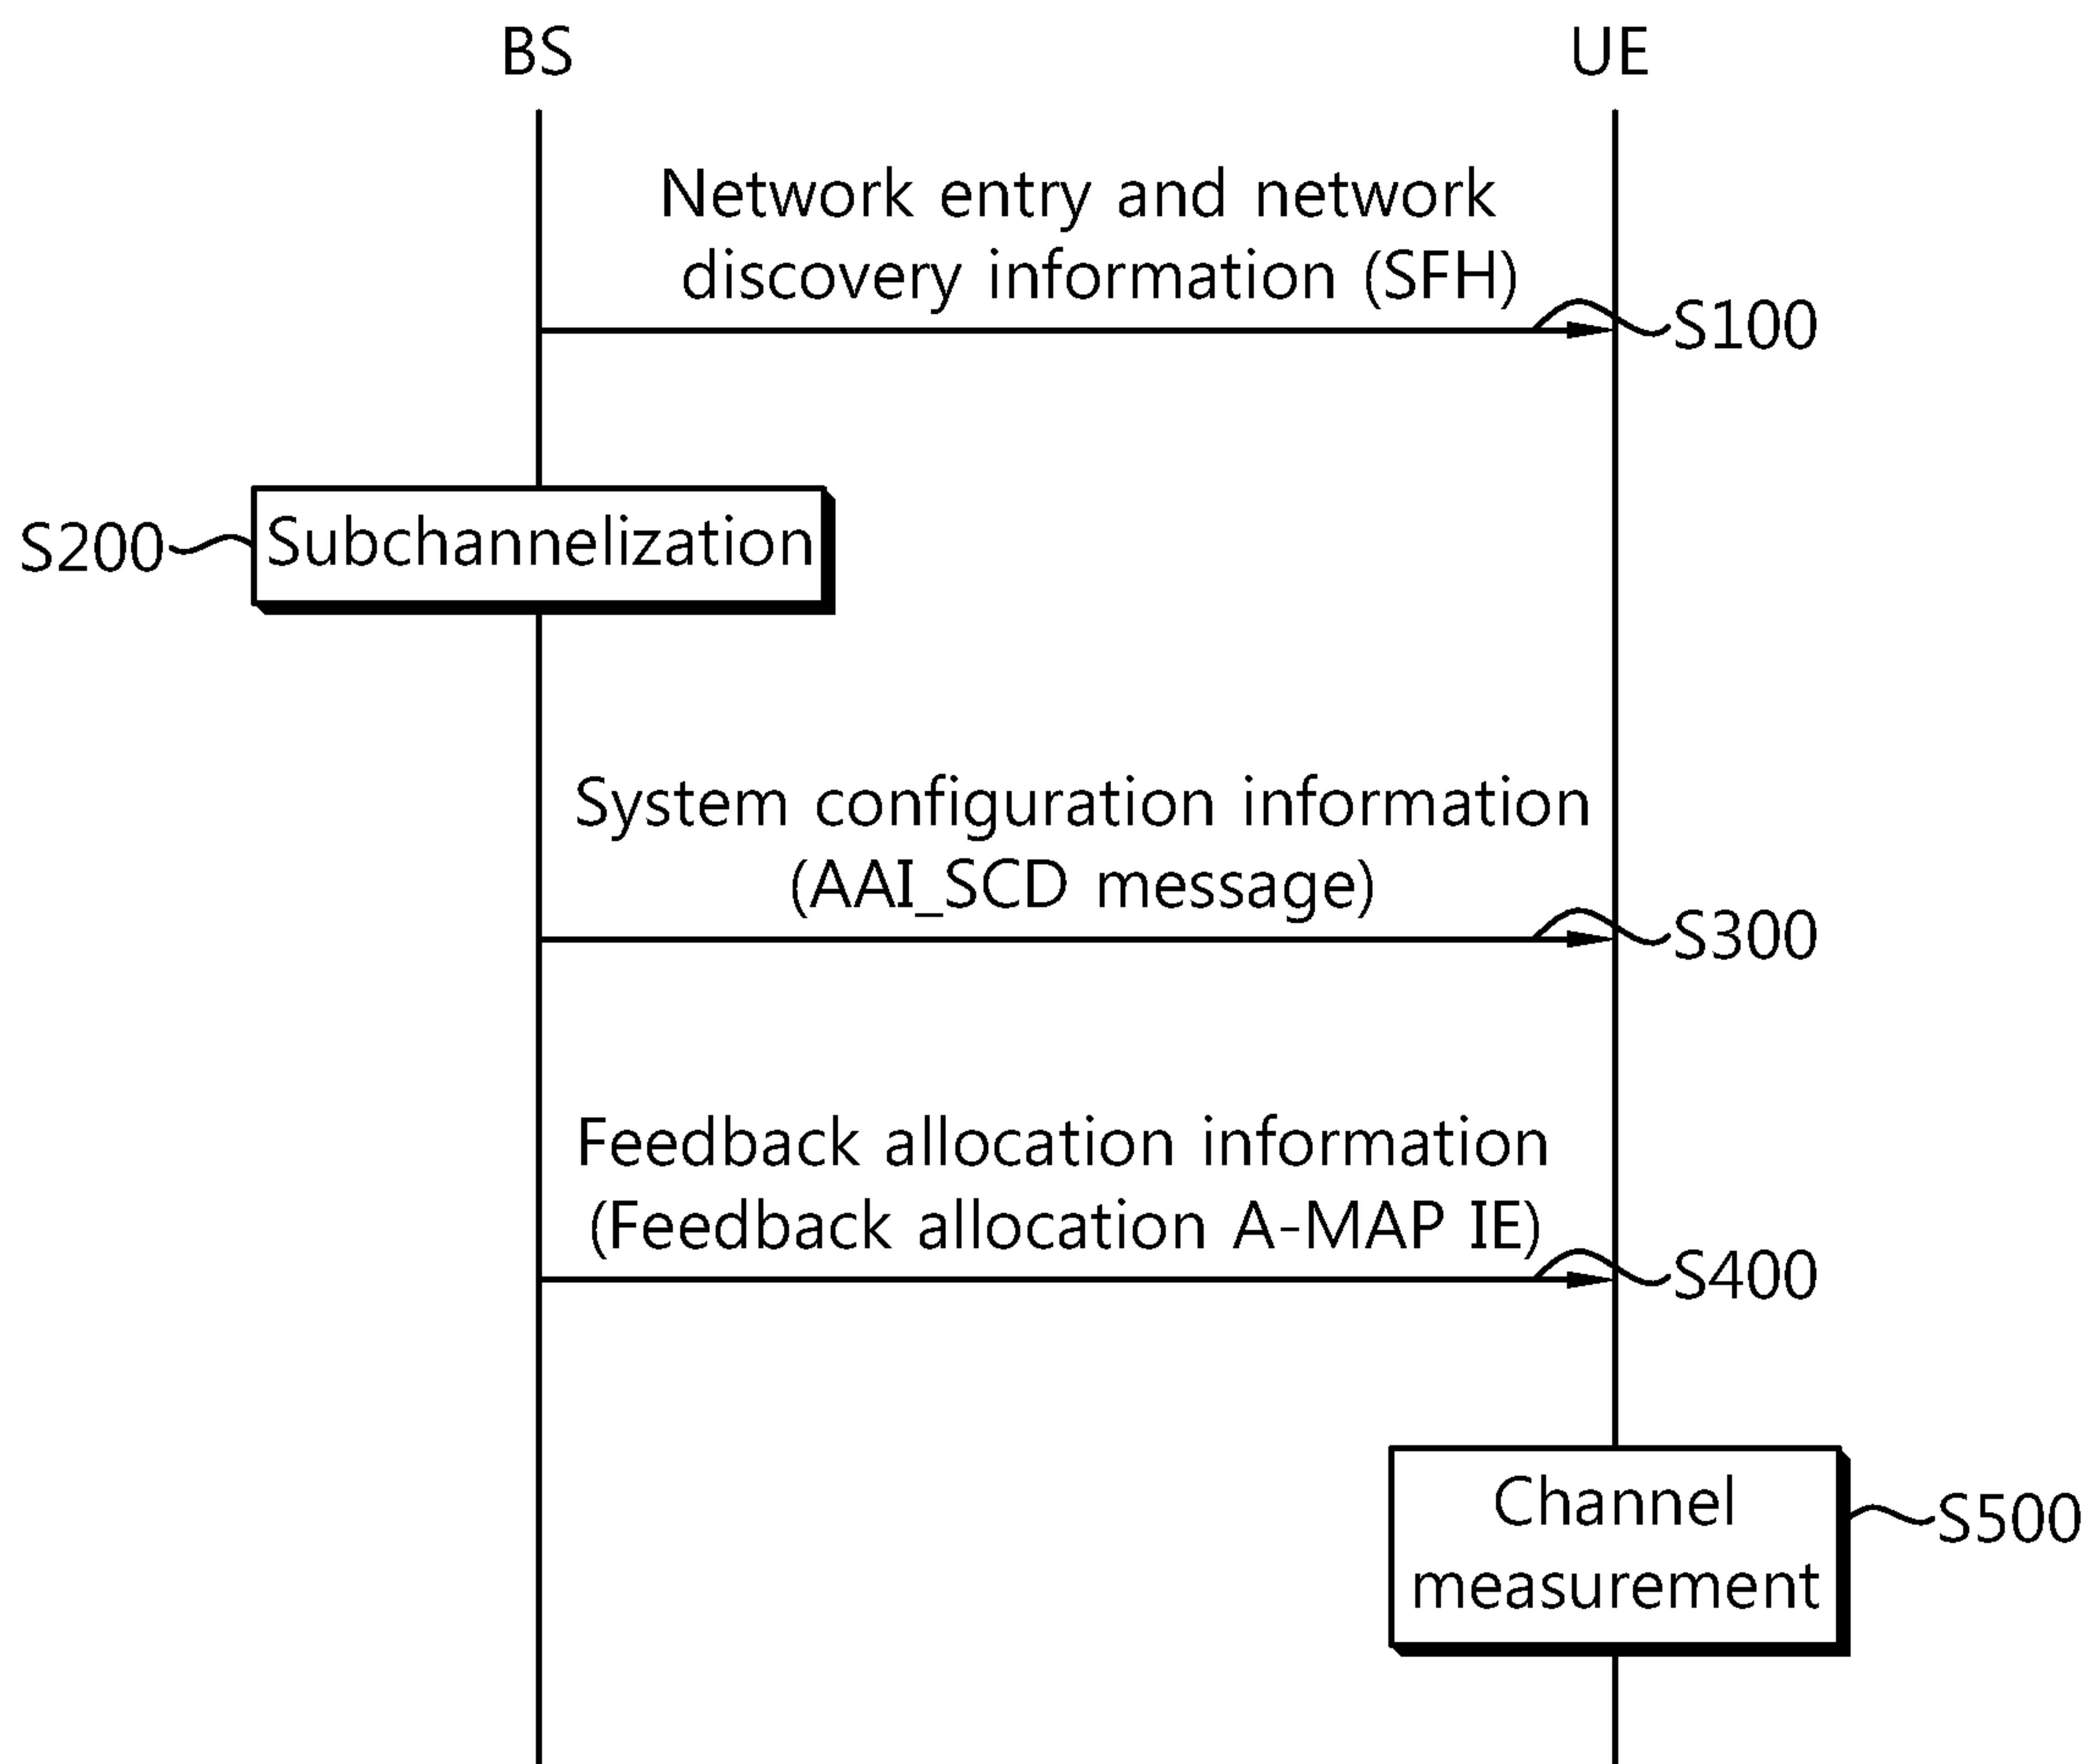 BS
UE
Network entry and network
discovery information (SFH)
S100
S200
Subchannelization
System configuration information
(AAI_SCD message)
S300
Feedback allocation information
(Feedback allocation A-MAP IE)
S400
Channel
measurement
S500